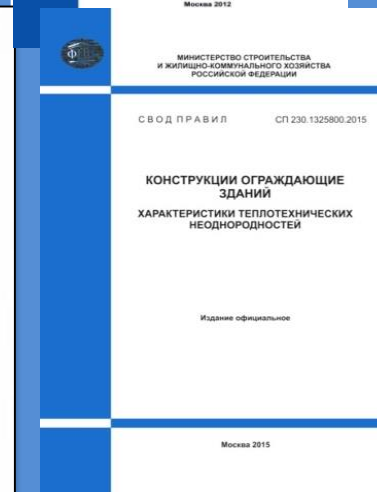 Москва 2012
МИНИСТЕРСТВО СТРОИТЕЛЬСТВА
И ЖИЛИЩНО-КОММУНАЛЬНОГО ХОЗЯЙСТВА
РОССИЙСКОЙ ФЕДЕРАЦИИ
СВОД ПРАВИЛ СП 230.1325800.2015
КОНСТРУКЦИИ ОГРАЖДАЮЩИЕ
ЗДАНИЙ
ХАРАКТЕРИСТИКИ ТЕПЛОТЕХНИЧЕСКИХ
НЕОДНОРОДНОСТЕЙ
Издание официальное
Москва 2015